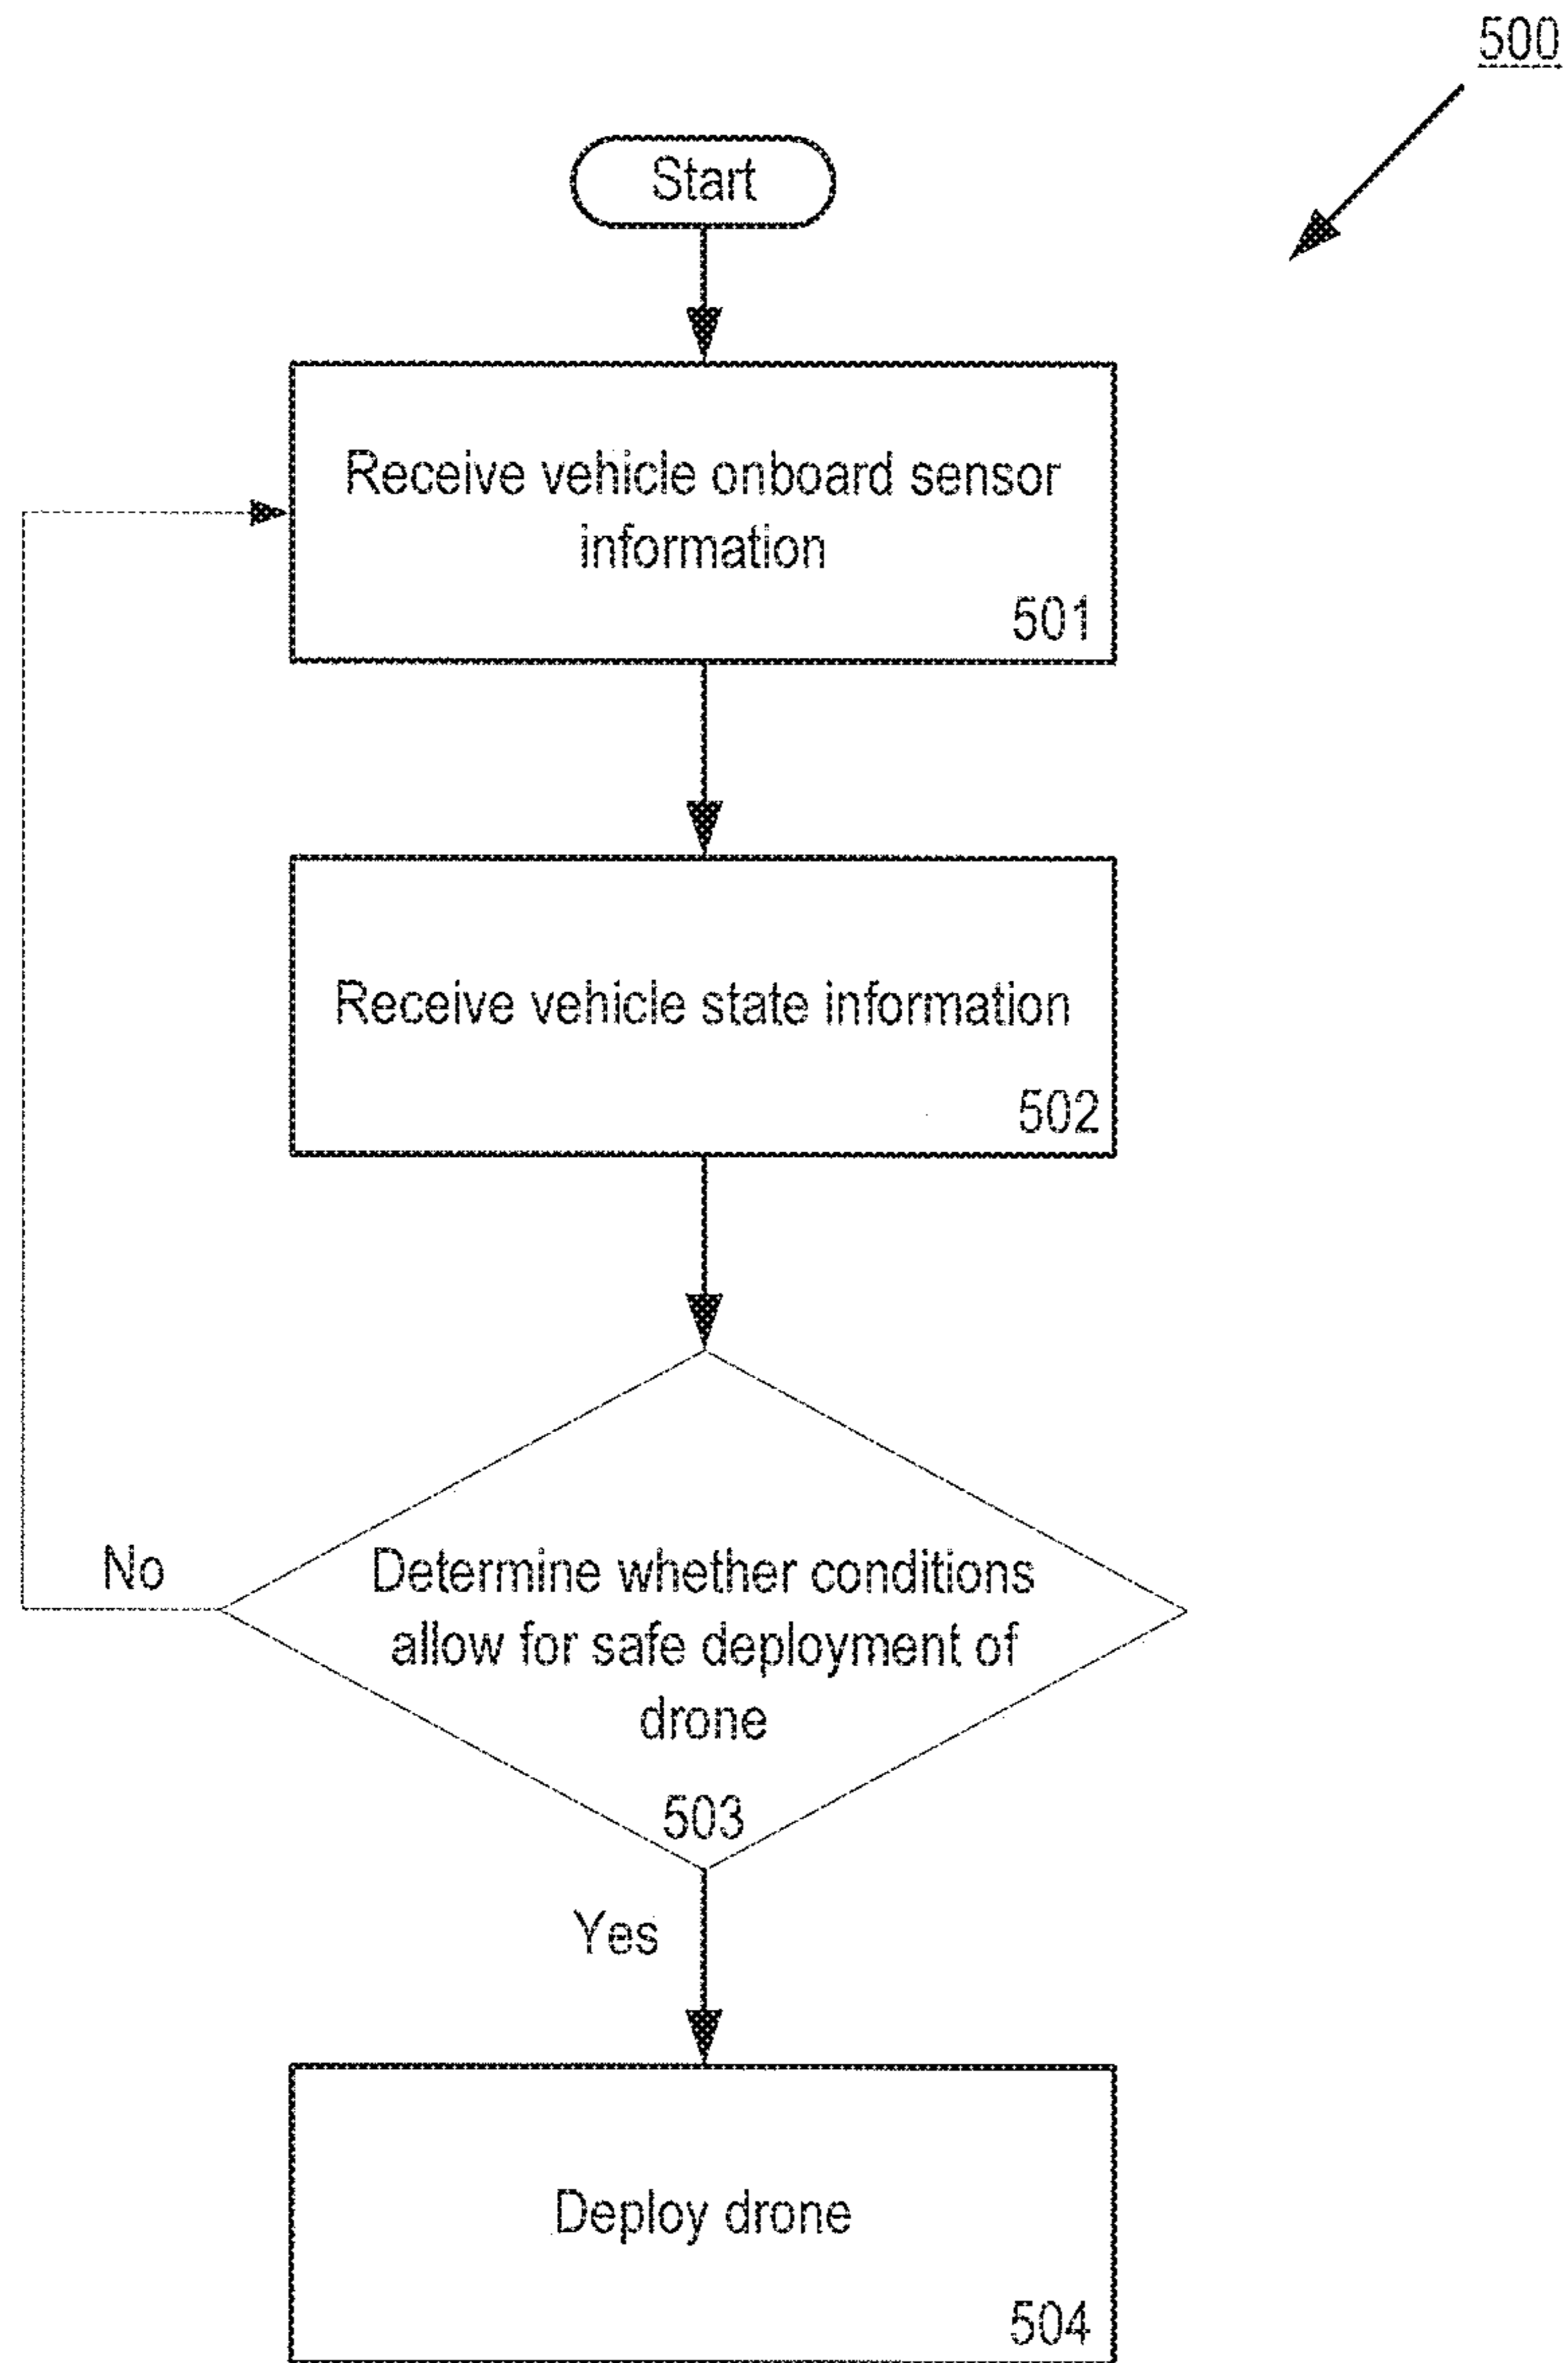 500
Start
Receive vehicle onboard sensor
information
501
Receive vehicle state information
502
Determine whether conditions
allow for safe deployment of
drone
503
No
Yes
Deploy drone
504